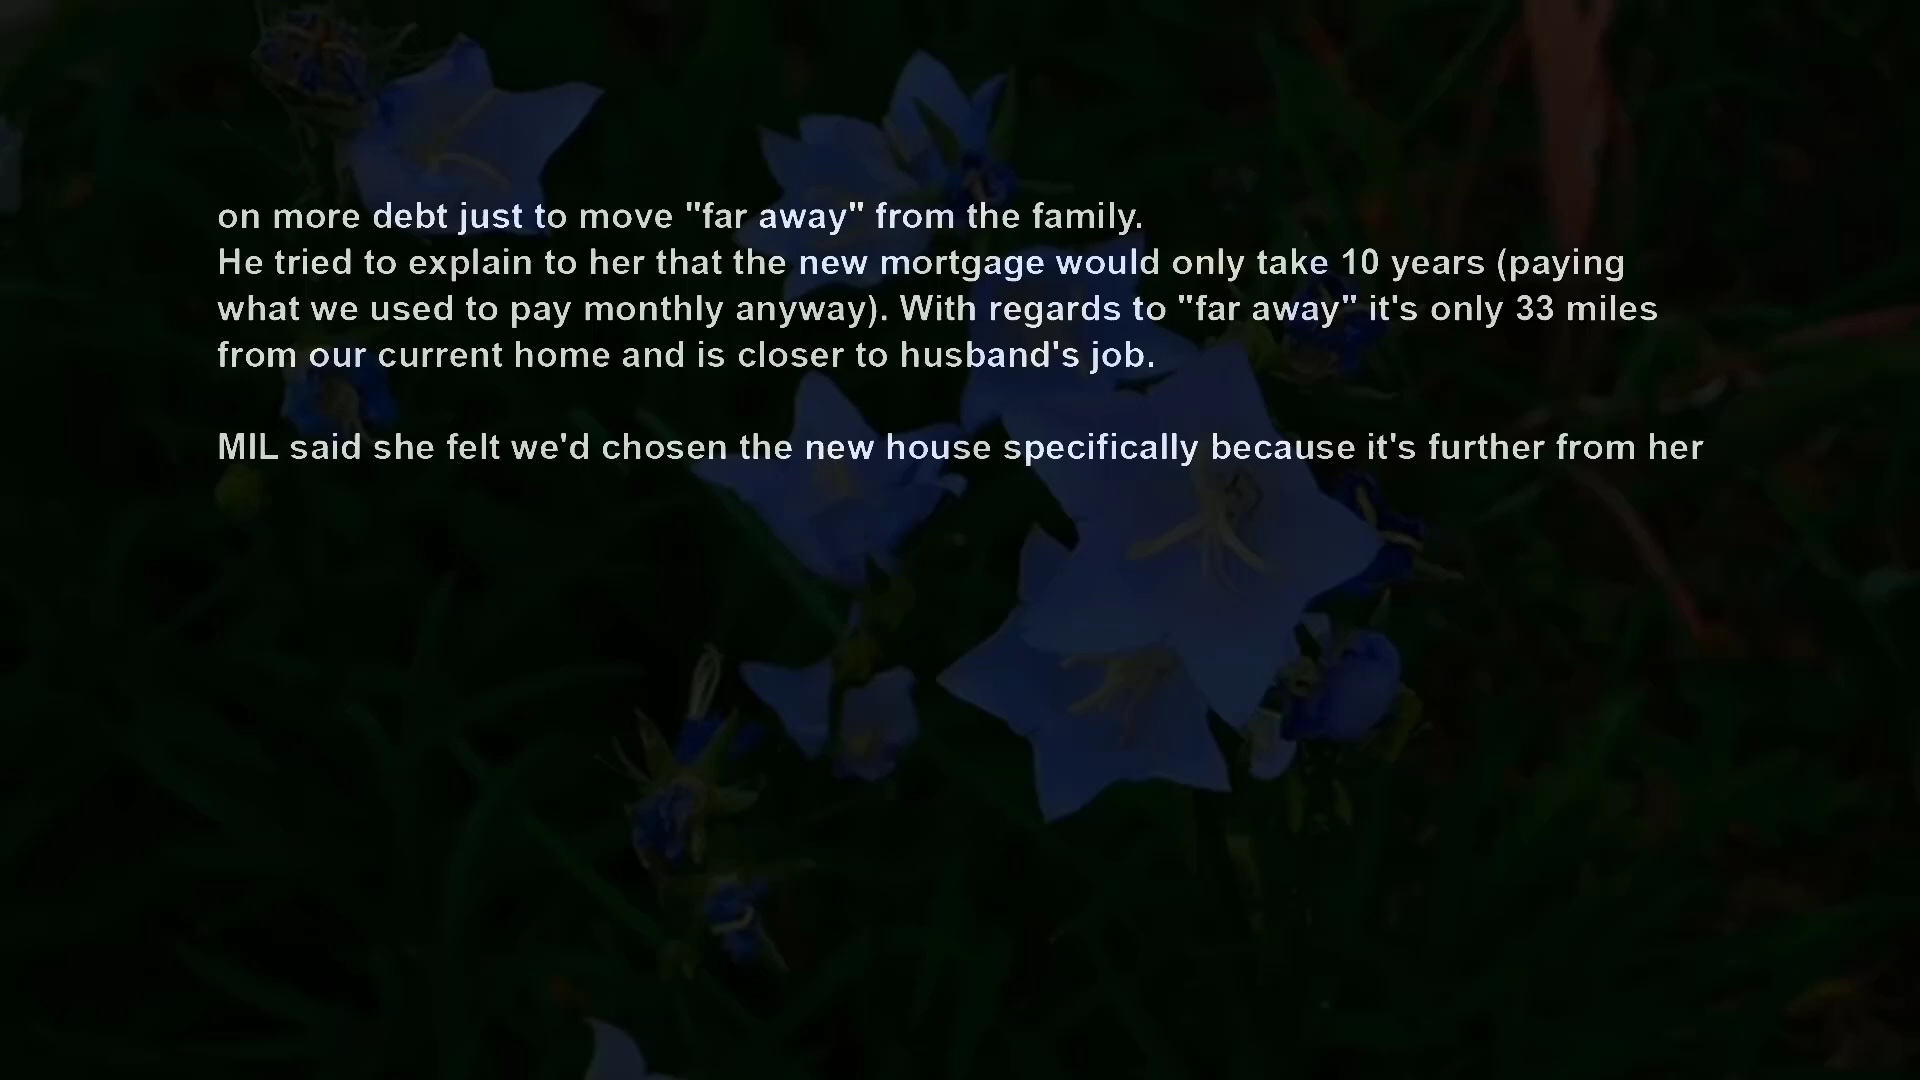 on more debt just to move "far away" from the family.
He tried to explain to her that the new mortgage would only take 10 years (paying
what we used to pay monthly anyway). With regards to "far away" it's only 33 miles
from our current home and is closer to husband's job.
MIL said she felt we'd chosen the new house specifically because it's further from her